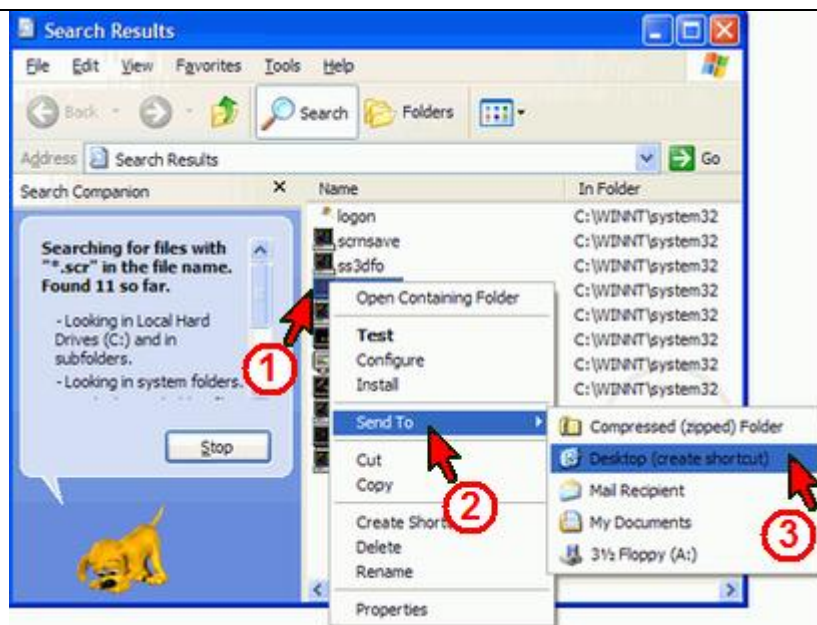 Search Results
File Edit View Favorites Tools Help
Back Search Folders
Address Search Results Go
Search Companion Name In Folder
Searching for files with
"*.scr" in the file name.
Found 11 so far.
- Looking in Local Hard
Drives (C:) and in
subfolders.
- Looking in system folders.
Stop
logon C:\WINNT\system32
scrnsave C:\WINNT\system32
ss3dfo C:\WINNT\system32
C:\WINNT\system32
C:\WINNT\system32
C:\WINNT\system32
C:\WINNT\system32
C:\WINNT\system32
1
Open Containing Folder
Test
Configure
Install
Send To
Cut
Copy
2
Create Short
Delete
Rename
Properties
Compressed (zipped) Folder
Desktop (create shortcut)
Mail Recipient
My Documents
3½ Floppy (A:)
3